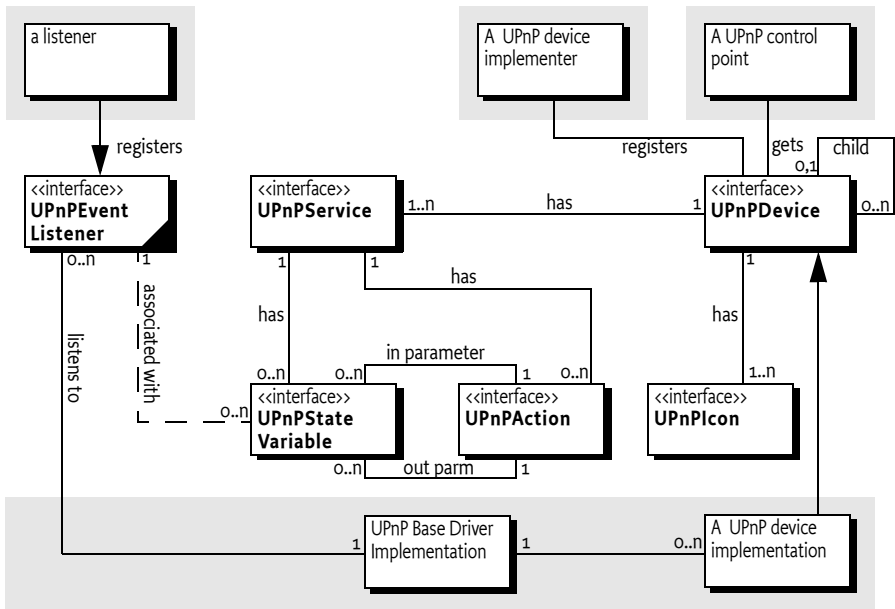 a listener
A UPnP device
implementer
A UPnP control
point
registers
registers
gets
0,1
child
<<interface>>
UPnPEvent
Listener
<<interface>>
UPnPService
1..n
has
1
<<interface>>
UPnPDevice
0..n
0..n
1
1
1
1
has
associated with
has
has
listens to
0..n
0..n
in parameter
1
0..n
1..n
0..n
<<interface>>
UPnPState
Variable
<<interface>>
UPnPAction
<<interface>>
UPnPIcon
0..n
out parm
1
1
UPnP Base Driver
Implementation
1
0..n
A UPnP device
implementation